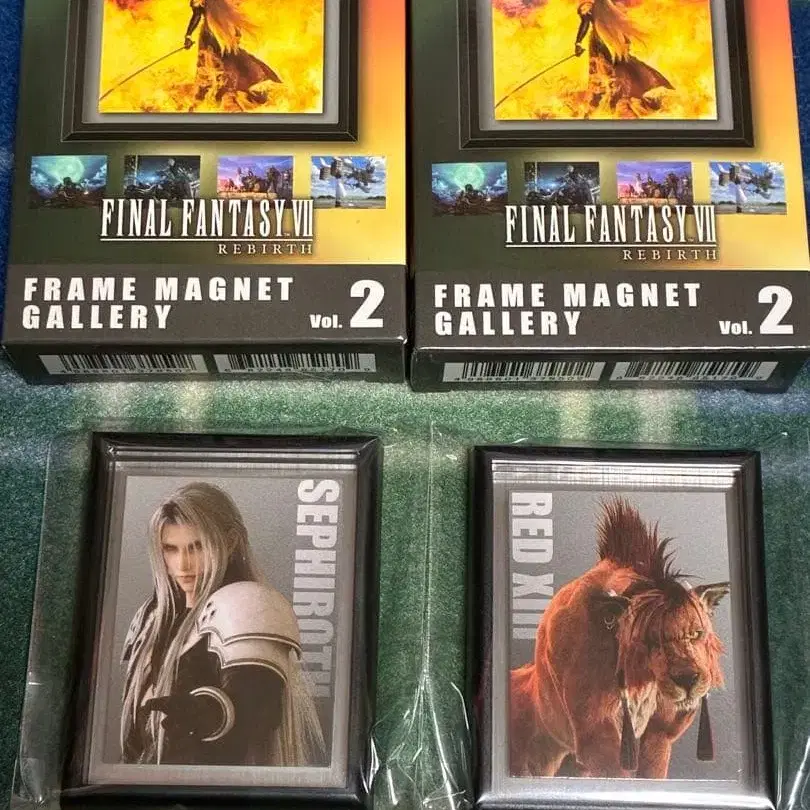 FINAL FANTASY VII
REBIRTH
FRAME MAGNET
GALLERY
Vol. 2
FINAL FANTASY VII
REBIRTH
FRAME MAGNET
GALLERY
Vol. 2
SEPHIROTH
RED XIII